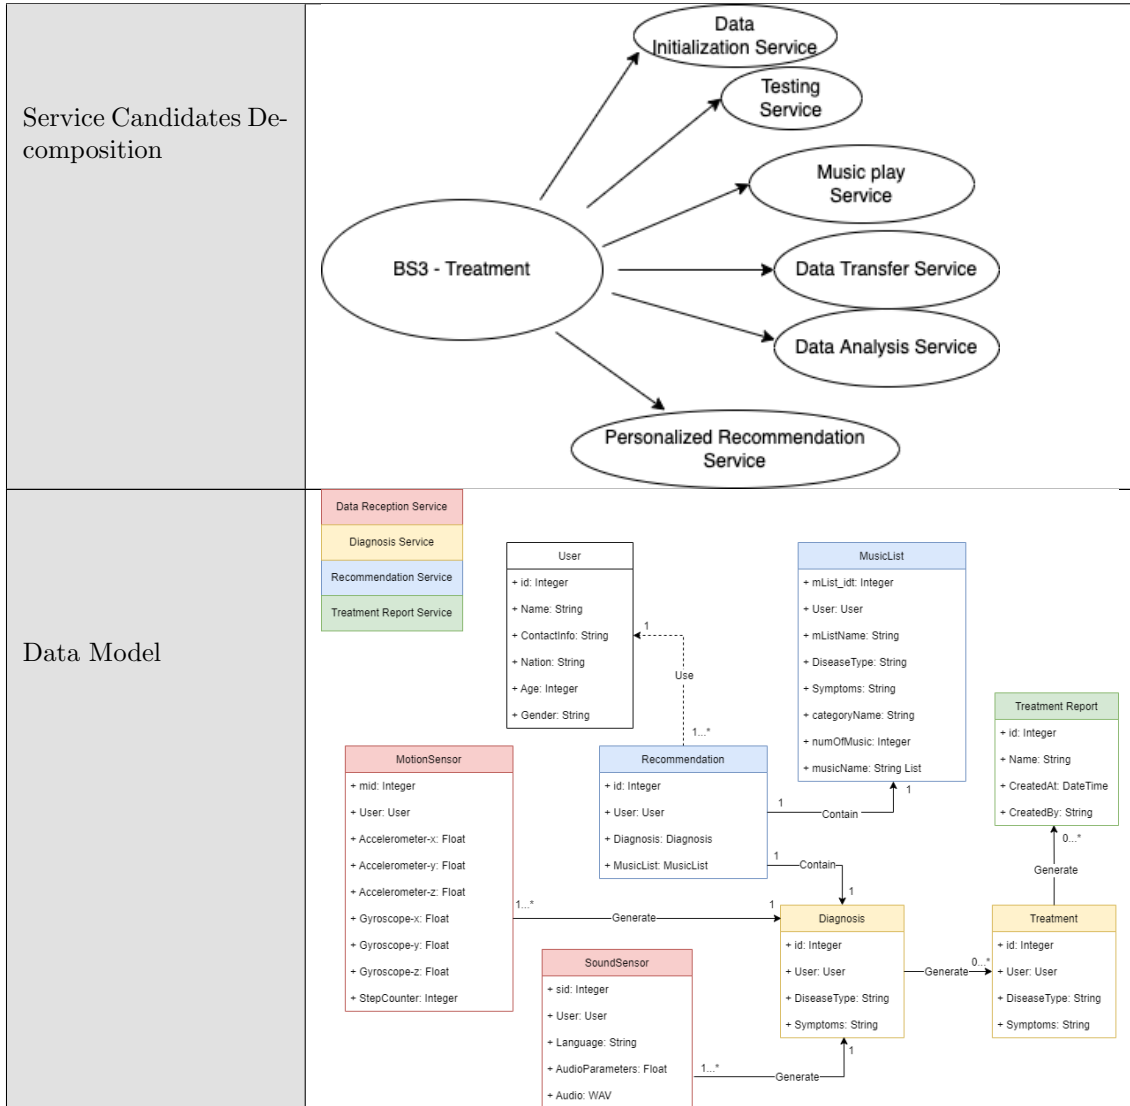 Service Candidates De-
composition
Data
Initialization Service
Testing
Service
Music play
Service
BS3 - Treatment
Data Transfer Service
Data Analysis Service
Personalized Recommendation
Service
Data Model
Data Reception Service
Diagnosis Service
Recommendation Service
Treatment Report Service
User
+ id: Integer
+ Name: String
+ ContactInfo: String
+ Nation: String
+ Age: Integer
+ Gender: String
MusicList
+ mList_idt: Integer
+ User: User
+ mListName: String
+ DiseaseType: String
+ Symptoms: String
+ categoryName: String
+ numOfMusic: Integer
+ musicName: String List
1
Use
1...*
Treatment Report
+ id: Integer
+ Name: String
+ CreatedAt: DateTime
+ CreatedBy: String
MotionSensor
+ mid: Integer
+ User: User
+ Accelerometer-x: Float
+ Accelerometer-y: Float
+ Accelerometer-z: Float
+ Gyroscope-x: Float
+ Gyroscope-y: Float
+ Gyroscope-z: Float
+ StepCounter: Integer
Recommendation
+ id: Integer
+ User: User
+ Diagnosis: Diagnosis
+ MusicList: MusicList
1
Contain
1
1
Contain
1
0...*
Generate
1...*
Generate
1
Diagnosis
+ id: Integer
+ User: User
+ DiseaseType: String
+ Symptoms: String
Generate
0...*
Treatment
+ id: Integer
+ User: User
+ DiseaseType: String
+ Symptoms: String
SoundSensor
+ sid: Integer
+ User: User
+ Language: String
+ AudioParameters: Float
+ Audio: WAV
1...*
Generate
1